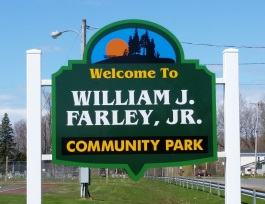 Welcome To
WILLIAM J.
FARLEY, JR.
COMMUNITY PARK